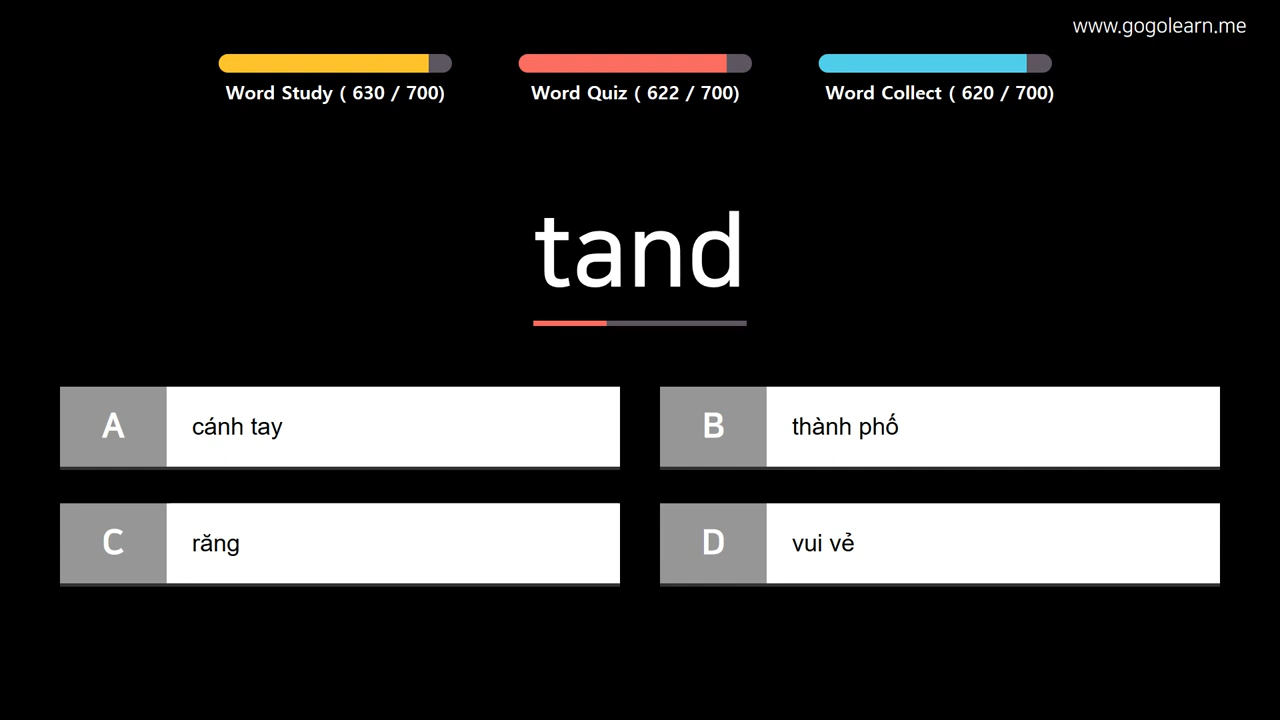 www.gogolearn.me
Word Study ( 630 / 700)
Word Quiz ( 622 / 700)
Word Collect ( 620 / 700)
tand
A
cánh tay
B
thành phố
C
răng
D
vui vẻ